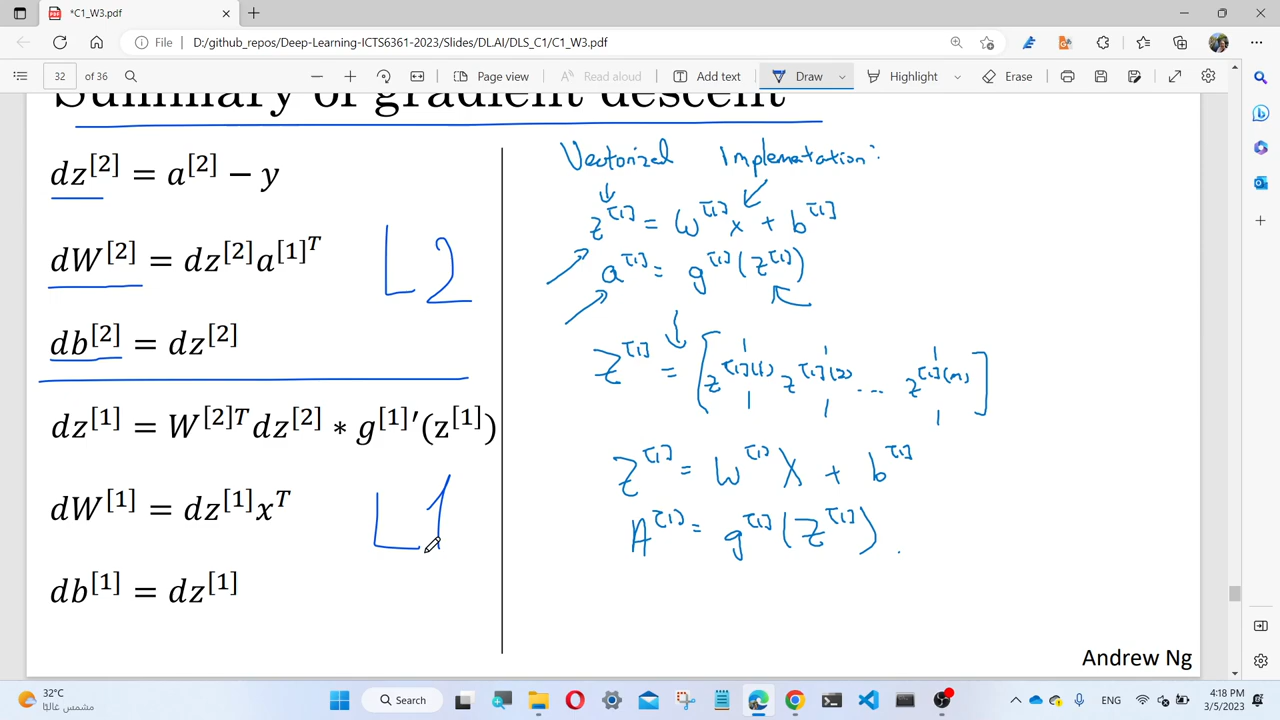 *C1_W3.pdf
File D:/github_repos/Deep-Learning-ICTS6361-2023/Slides/DL.AI/DLS_C1/C1_W3.pdf
32 of 36 Page view Read aloud Add text Draw Highlight Erase
Summary of gradient descent
dz^[2] = a^[2] − y
dW^[2] = dz^[2]a^[1]^T
L2
db^[2] = dz^[2]
dz^[1] = W^[2]Tdz^[2] ∗ g^[1]′(z^[1])
dW^[1] = dz^[1]x^T
L1
db^[1] = dz^[1]
Vectorized Implementation:
z^[1] = W^[1] x + b^[1]
a^[1] = g^[1](z^[1])
Z^[1] = [z^[1](1) z^[1](2) ... z^[1](m)]
Z^[1] = W^[1] X + b^[1]
A^[1] = g^[1](Z^[1])
Andrew Ng
32°C
مشمس غالبًا
Search
ENG
4:18 PM
3/5/2023